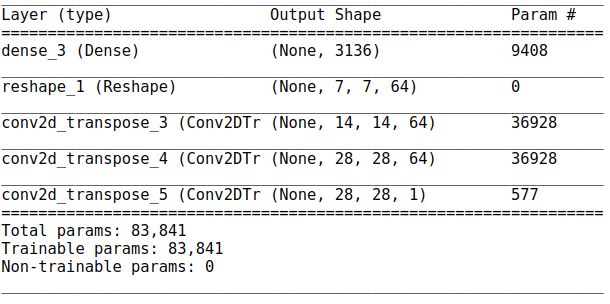 Layer (type) Output Shape Param #
=================================================================
dense_3 (Dense) (None, 3136) 9408
reshape_1 (Reshape) (None, 7, 7, 64) 0
conv2d_transpose_3 (Conv2DTr (None, 14, 14, 64) 36928
conv2d_transpose_4 (Conv2DTr (None, 28, 28, 64) 36928
conv2d_transpose_5 (Conv2DTr (None, 28, 28, 1) 577
=================================================================
Total params: 83,841
Trainable params: 83,841
Non-trainable params: 0